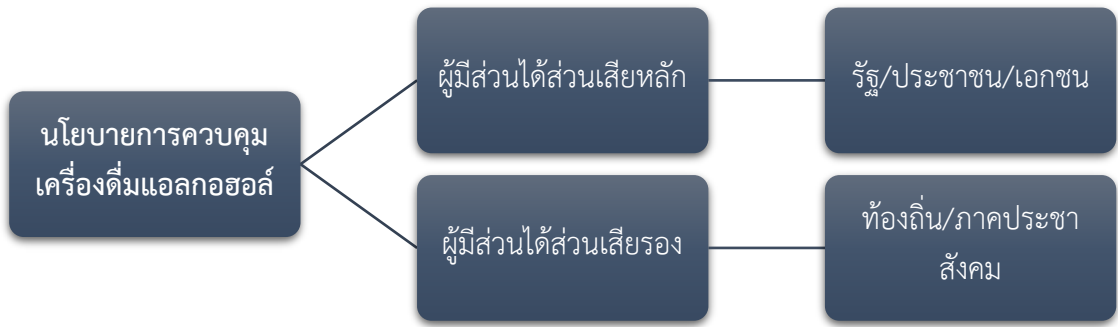 นโยบายการควบคุม
เครื่องดื่มแอลกอฮอล์
ผู้มีส่วนได้ส่วนเสียหลัก
รัฐ/ประชาชน/เอกชน
ผู้มีส่วนได้ส่วนเสียรอง
ท้องถิ่น/ภาคประชา
สังคม